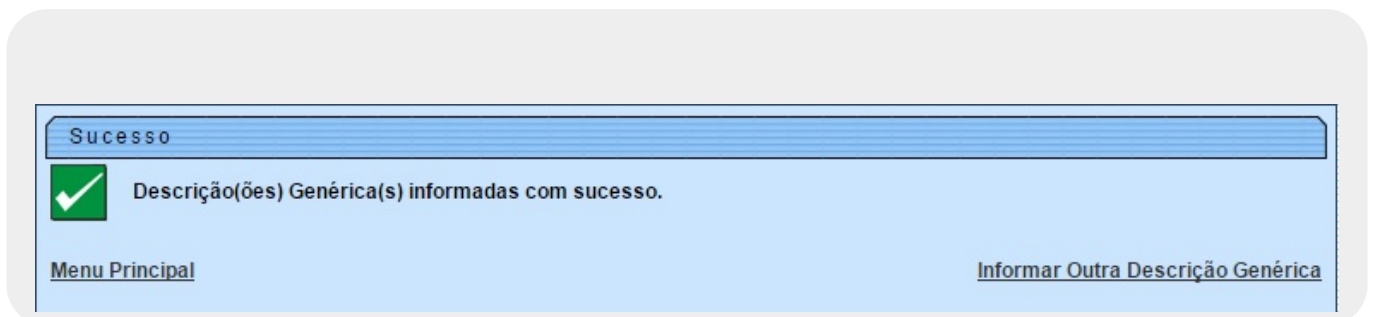 Sucesso
Descrição(ões) Genérica(s) informadas com sucesso.
Menu Principal Informar Outra Descrição Genérica